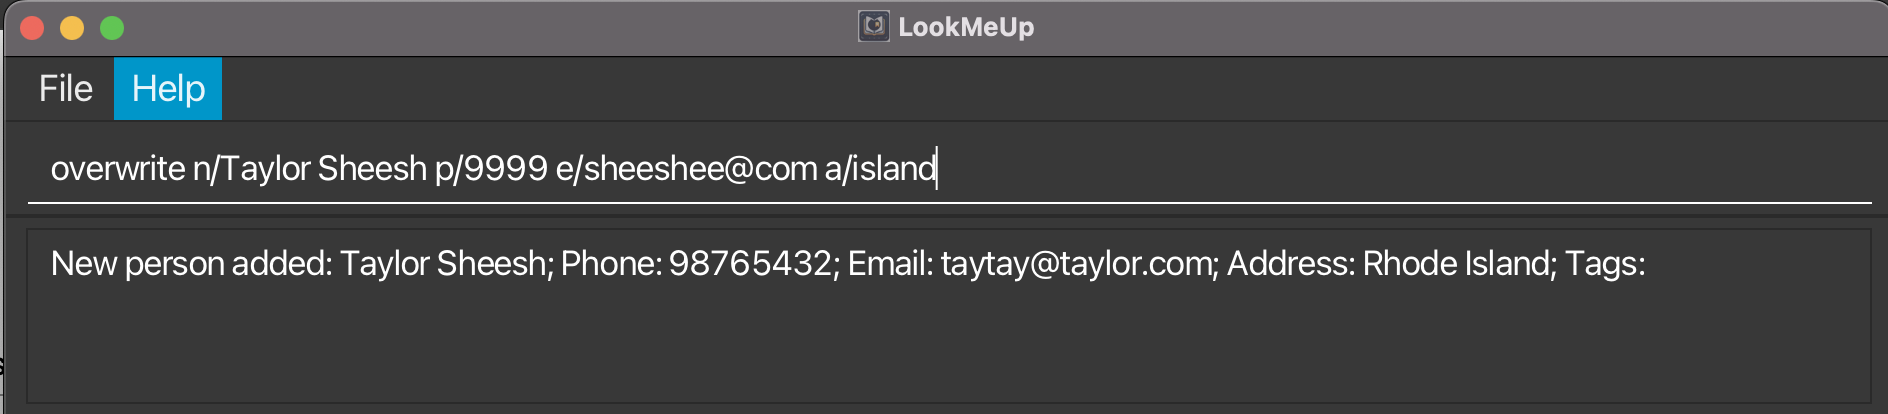 LookMeUp
File Help
overwrite n/Taylor Sheesh p/9999 e/sheeshee@com a/island
New person added: Taylor Sheesh; Phone: 98765432; Email: taytay@taylor.com; Address: Rhode Island; Tags: